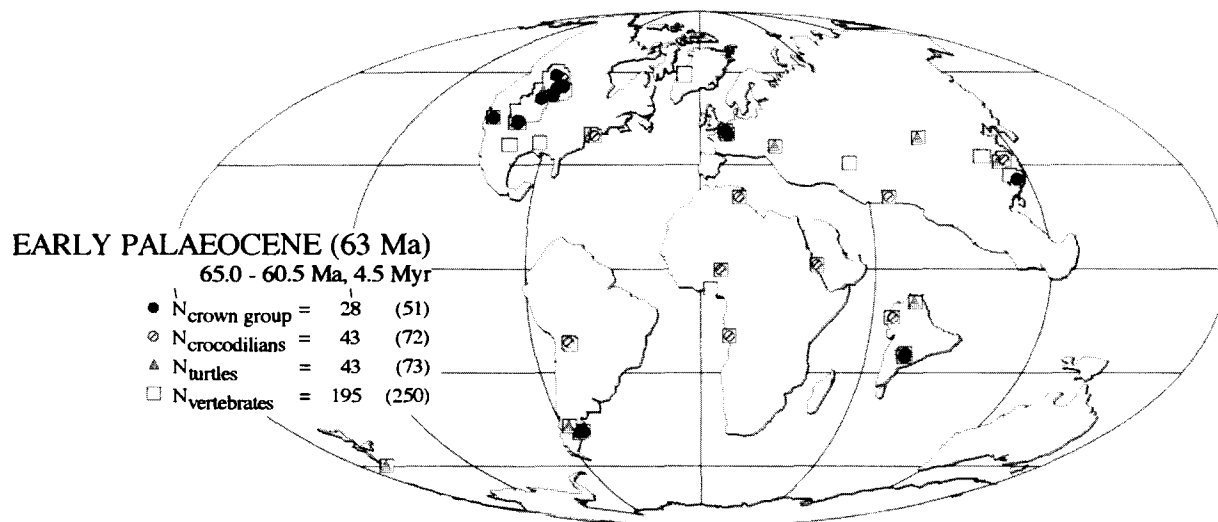 EARLY PALAEOCENE (63 Ma)
65.0 - 60.5 Ma, 4.5 Myr
N crown group = 28 (51)
N crocodilians = 43 (72)
N turtles = 43 (73)
N vertebrates = 195 (250)